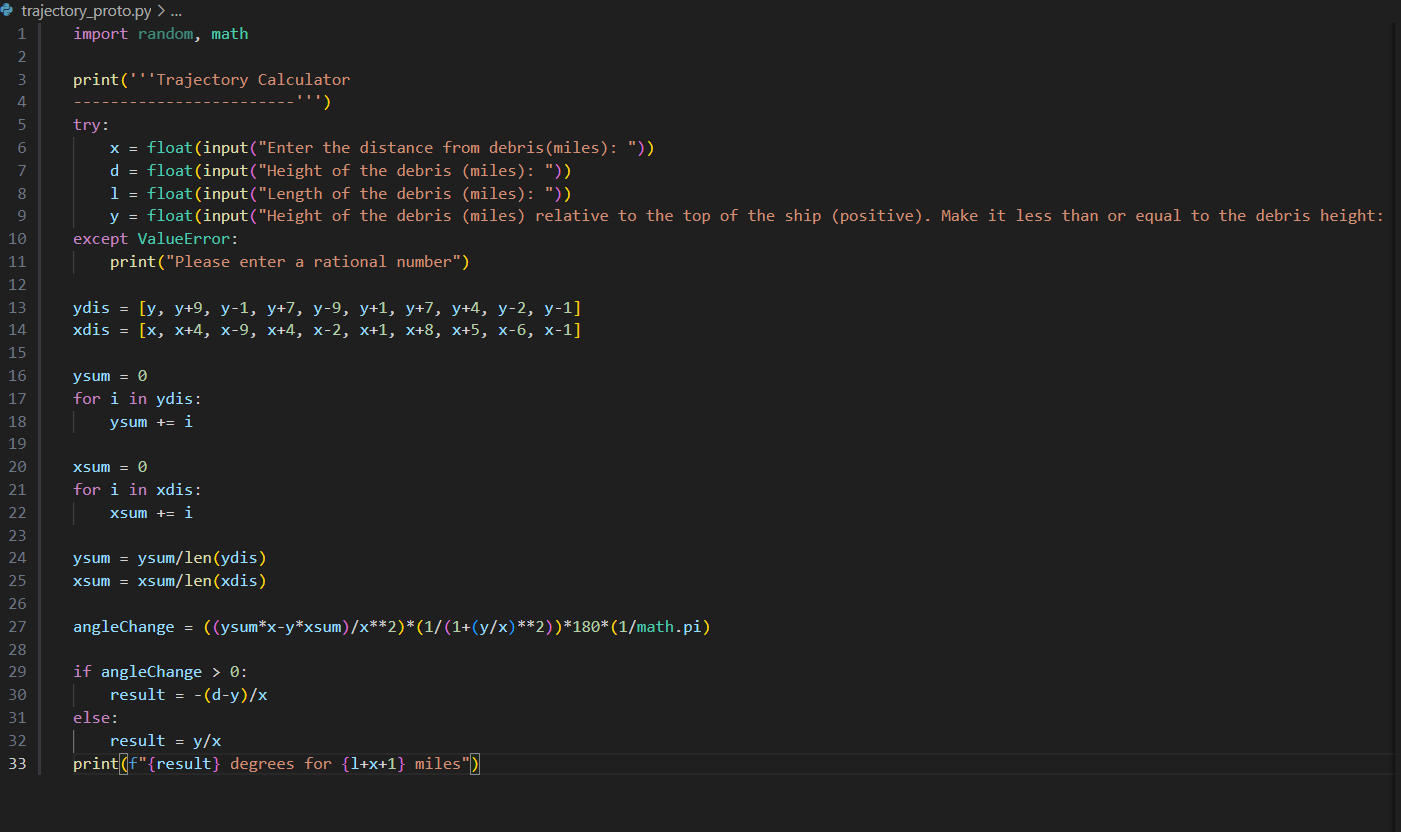 trajectory_proto.py > ...
1 import random, math
2
3 print('''Trajectory Calculator
4 ------------------------''')
5 try:
6     x = float(input("Enter the distance from debris(miles): "))
7     d = float(input("Height of the debris (miles): "))
8     l = float(input("Length of the debris (miles): "))
9     y = float(input("Height of the debris (miles) relative to the top of the ship (positive). Make it less than or equal to the debris height:
10 except ValueError:
11     print("Please enter a rational number")
12
13 ydis = [y, y+9, y-1, y+7, y-9, y+1, y+7, y+4, y-2, y-1]
14 xdis = [x, x+4, x-9, x+4, x-2, x+1, x+8, x+5, x-6, x-1]
15
16 ysum = 0
17 for i in ydis:
18     ysum += i
19
20 xsum = 0
21 for i in xdis:
22     xsum += i
23
24 ysum = ysum/len(ydis)
25 xsum = xsum/len(xdis)
26
27 angleChange = ((ysum*x-y*xsum)/x**2)*(1/(1+(y/x)**2))*180*(1/math.pi)
28
29 if angleChange > 0:
30     result = -(d-y)/x
31 else:
32     result = y/x
33 print(f"{result} degrees for {l+x+1} miles")